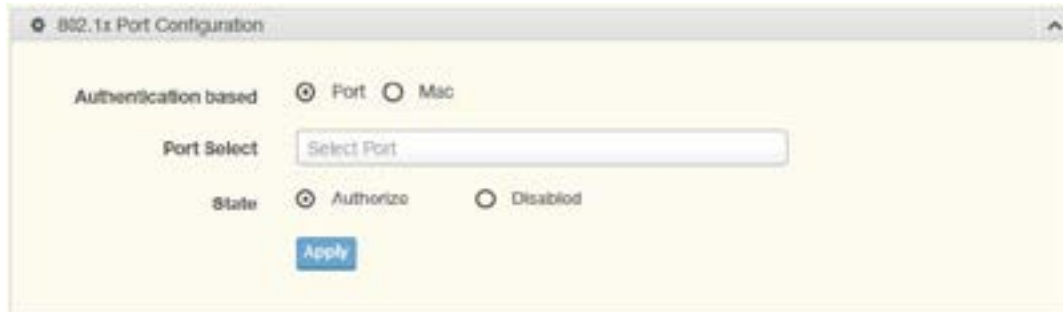 802.1x Port Configuration
Authentication based Port Mac
Port Select Select Port
State Authorize Disabled
Apply